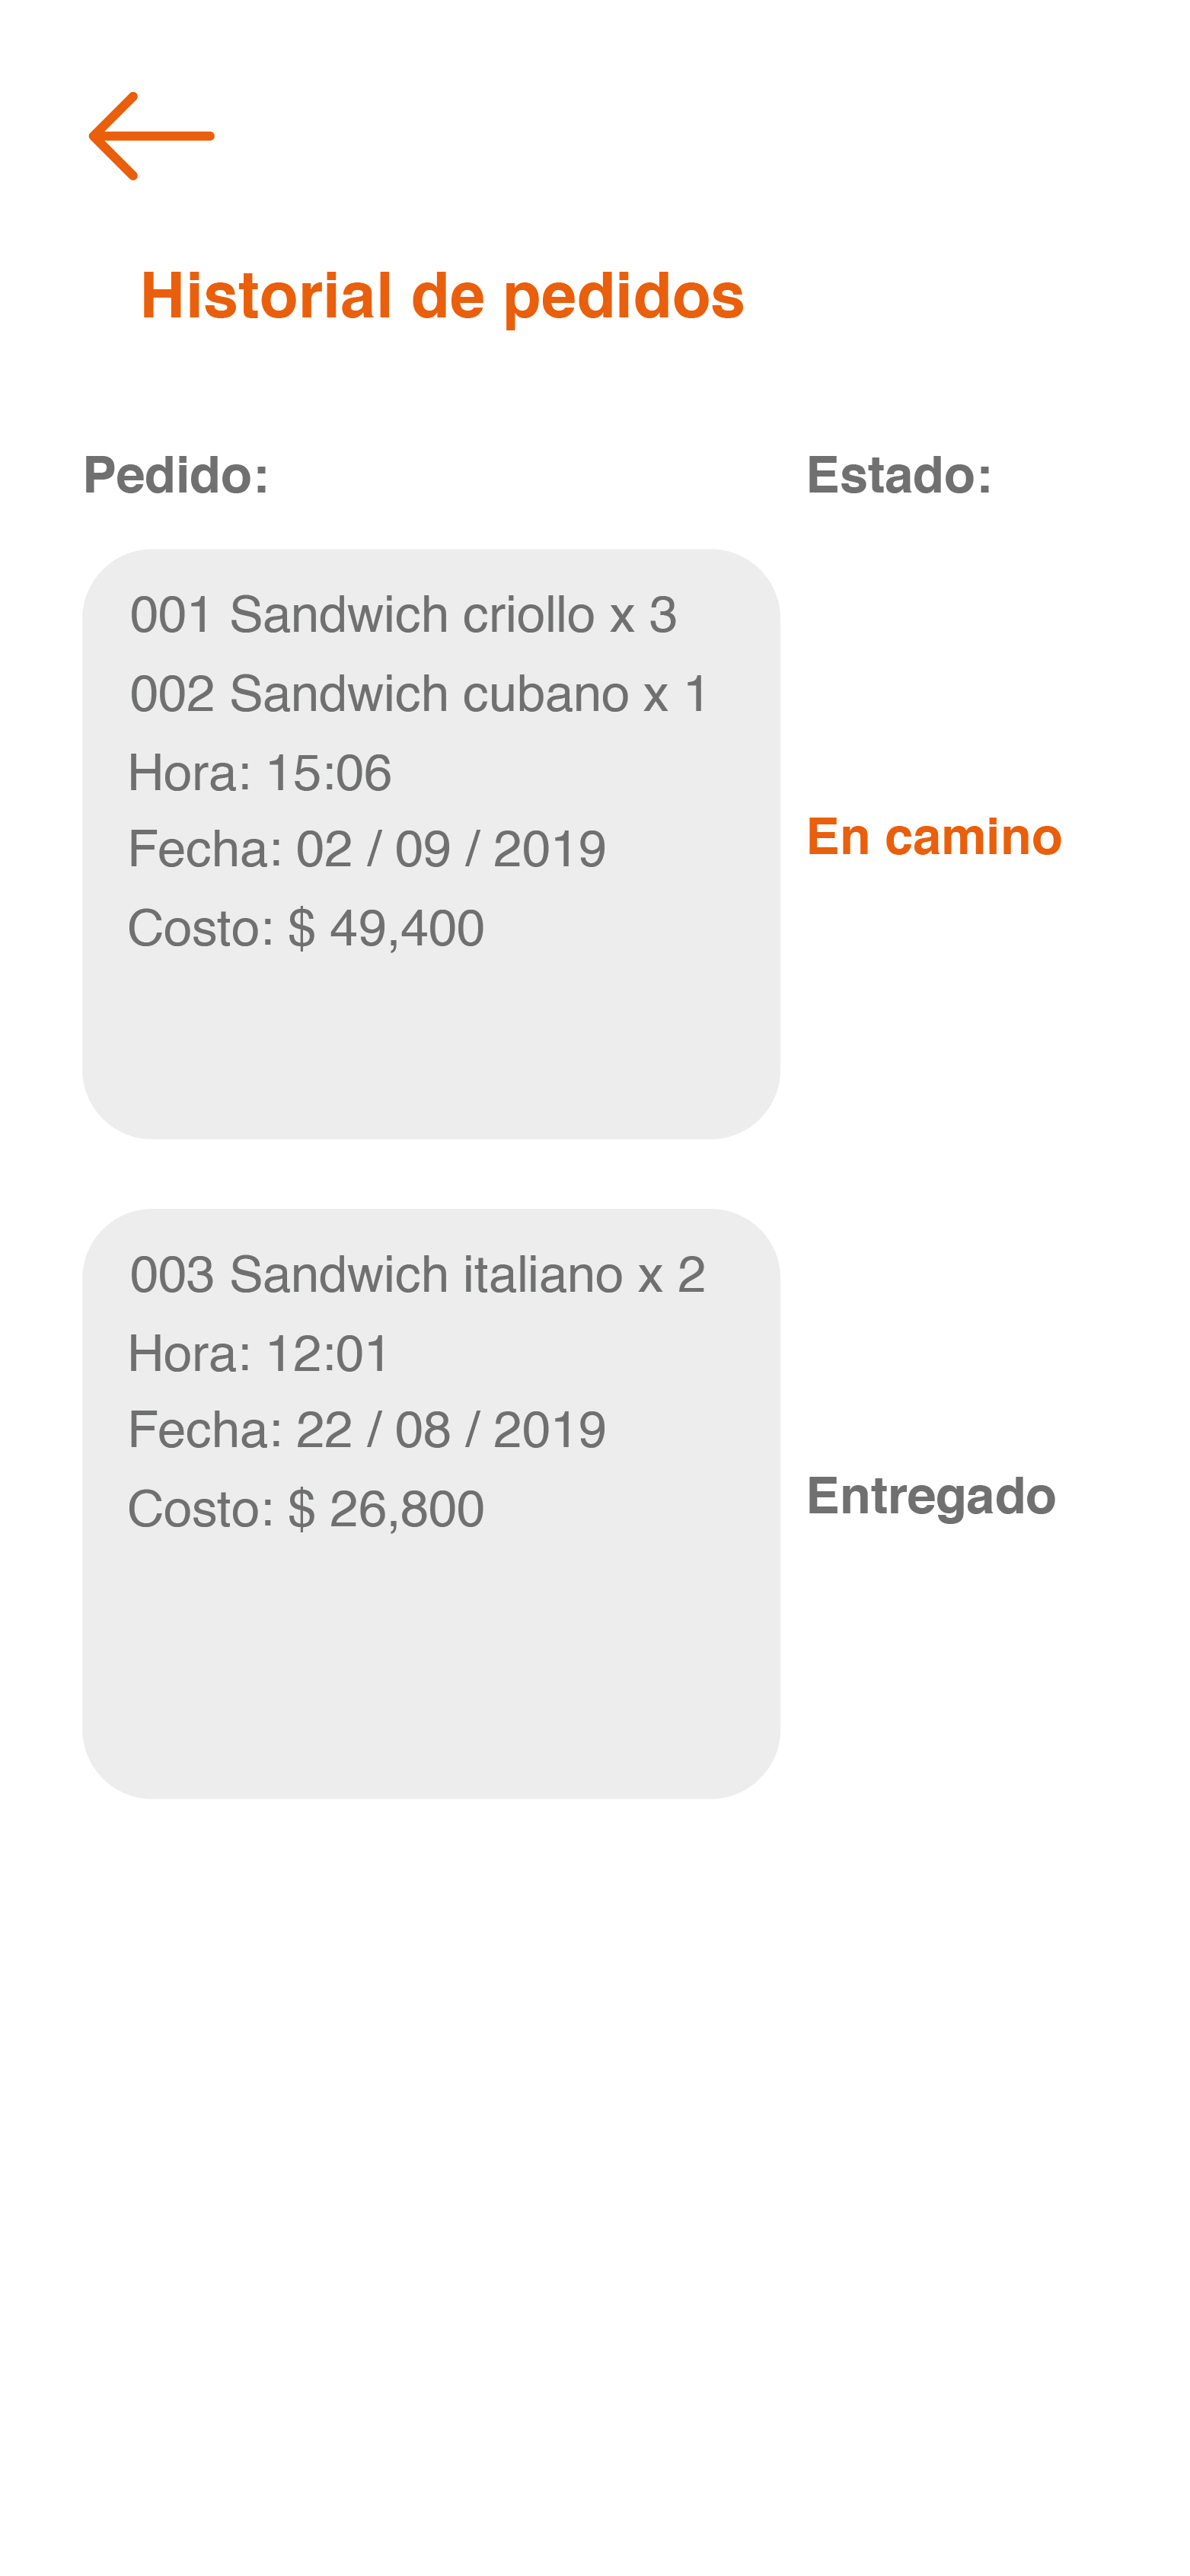 Historial de pedidos
Pedido:
Estado:
001 Sandwich criollo x 3
002 Sandwich cubano x 1
Hora: 15:06
Fecha: 02 / 09 / 2019
Costo: $ 49,400
En camino
003 Sandwich italiano x 2
Hora: 12:01
Fecha: 22 / 08 / 2019
Costo: $ 26,800
Entregado